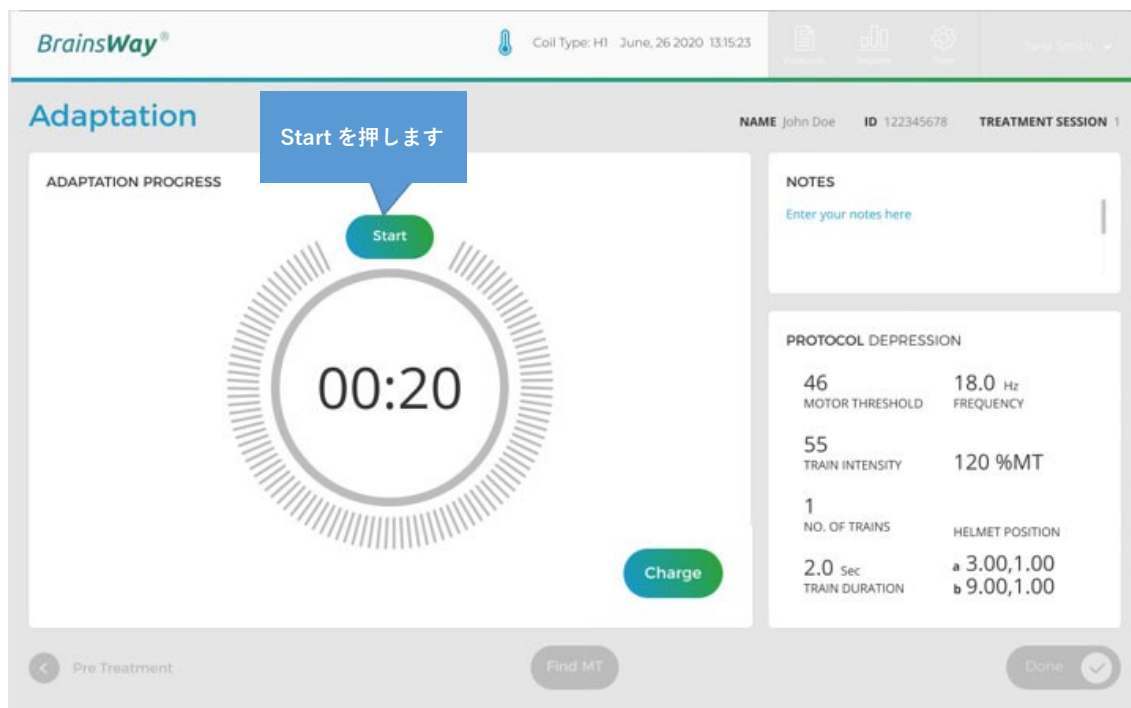 BrainsWay®
Coil Type: H1 June, 26 2020 13:15:23
Jane Smith
Adaptation
Start を押します
NAME John Doe ID 122345678 TREATMENT SESSION 1
ADAPTATION PROGRESS
Start
00:20
Charge
NOTES
Enter your notes here
PROTOCOL DEPRESSION
46
MOTOR THRESHOLD
18.0 Hz
FREQUENCY
55
TRAIN INTENSITY
120 %MT
1
NO. OF TRAINS
HELMET POSITION
2.0 Sec
TRAIN DURATION
a 3.00,1.00
b 9.00,1.00
Pre Treatment
Find MT
Done